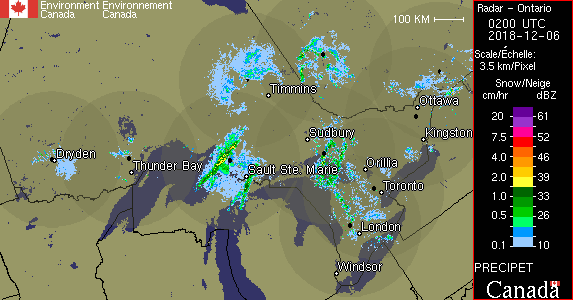 Environment Environnement
Canada Canada
100 KM
Timmins
Ottawa
Sudbury
Kingston
Dryden
Thunder Bay
Sault Ste. Marie
Orillia
Toronto
London
Windsor
Radar - Ontario
0200 UTC
2018-12-06
Scale/Échelle:
3.5 km/Pixel
Snow/Neige
cm/hr dBZ
20 61
7.5 52
4.0 46
2.0 39
1.0 33
0.5 26
0.1 10
PRECIPET
Canada